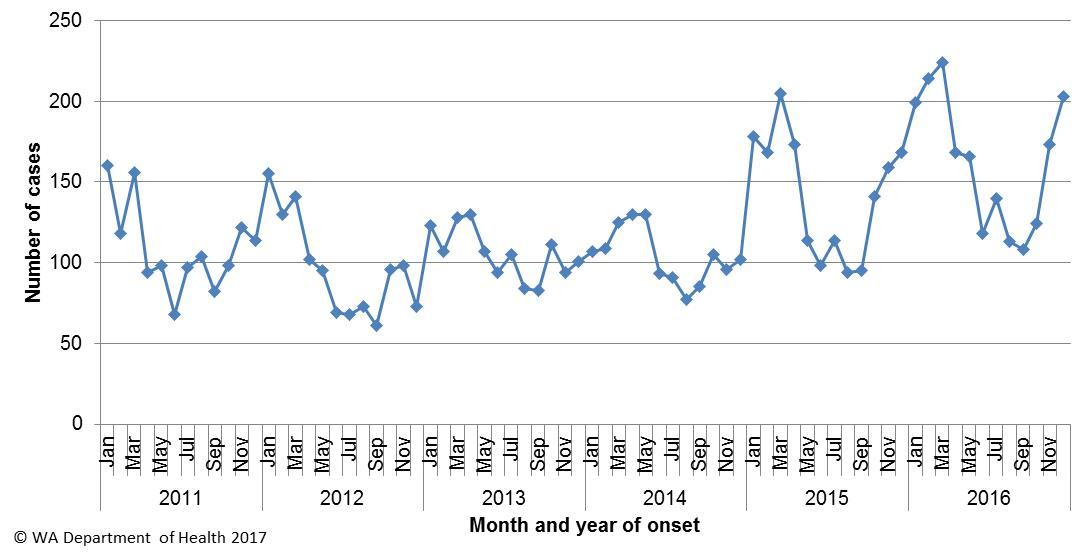 250
200
150
100
50
0
Number of cases
Jan Mar May Jul Sep Nov Jan Mar May Jul Sep Nov Jan Mar May Jul Sep Nov Jan Mar May Jul Sep Nov Jan Mar May Jul Sep Nov Jan Mar May Jul Sep Nov
2011 2012 2013 2014 2015 2016
Month and year of onset
© WA Department of Health 2017